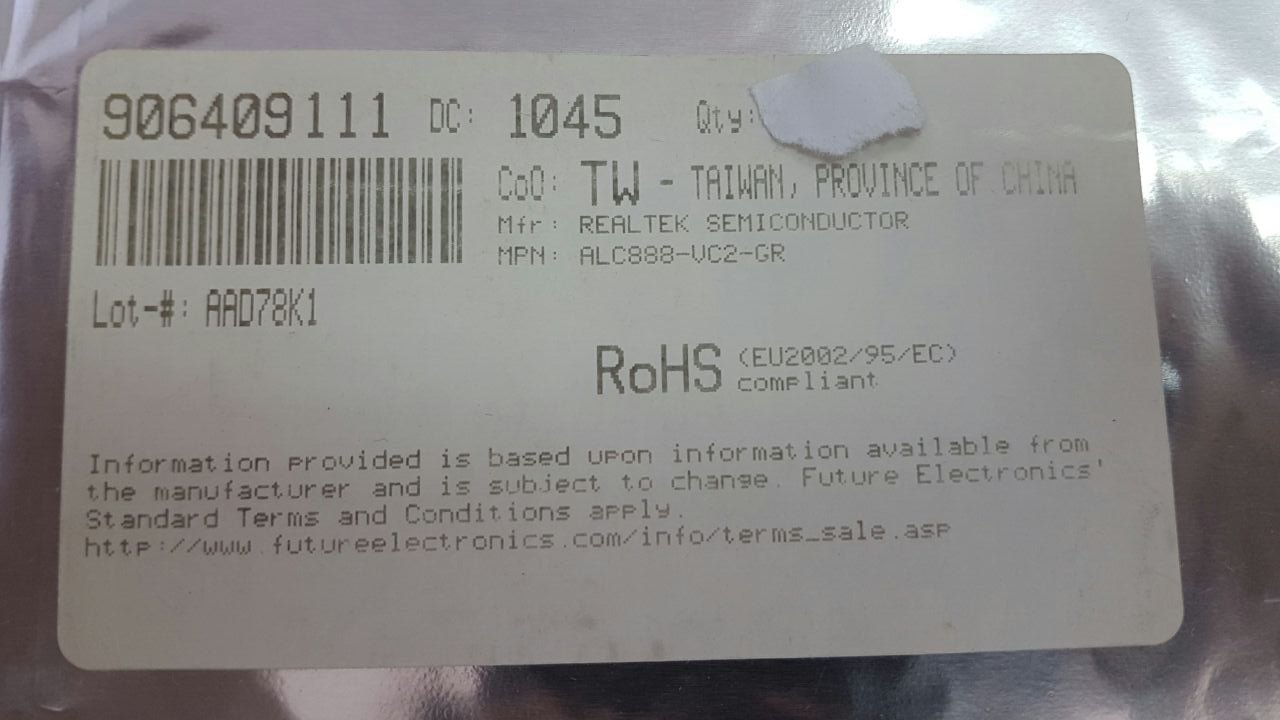 906409111 DC: 1045 Qty:
CoO: TW - TAIWAN, PROVINCE OF CHINA
Mfr: REALTEK SEMICONDUCTOR
MPN: ALC888-VC2-GR
Lot-#: AAD78K1
RoHS (EU2002/95/EC)
compliant
Information provided is based upon information available from
the manufacturer and is subject to change. Future Electronics'
Standard Terms and Conditions apply.
http://www.futureelectronics.com/info/terms_sale.asp